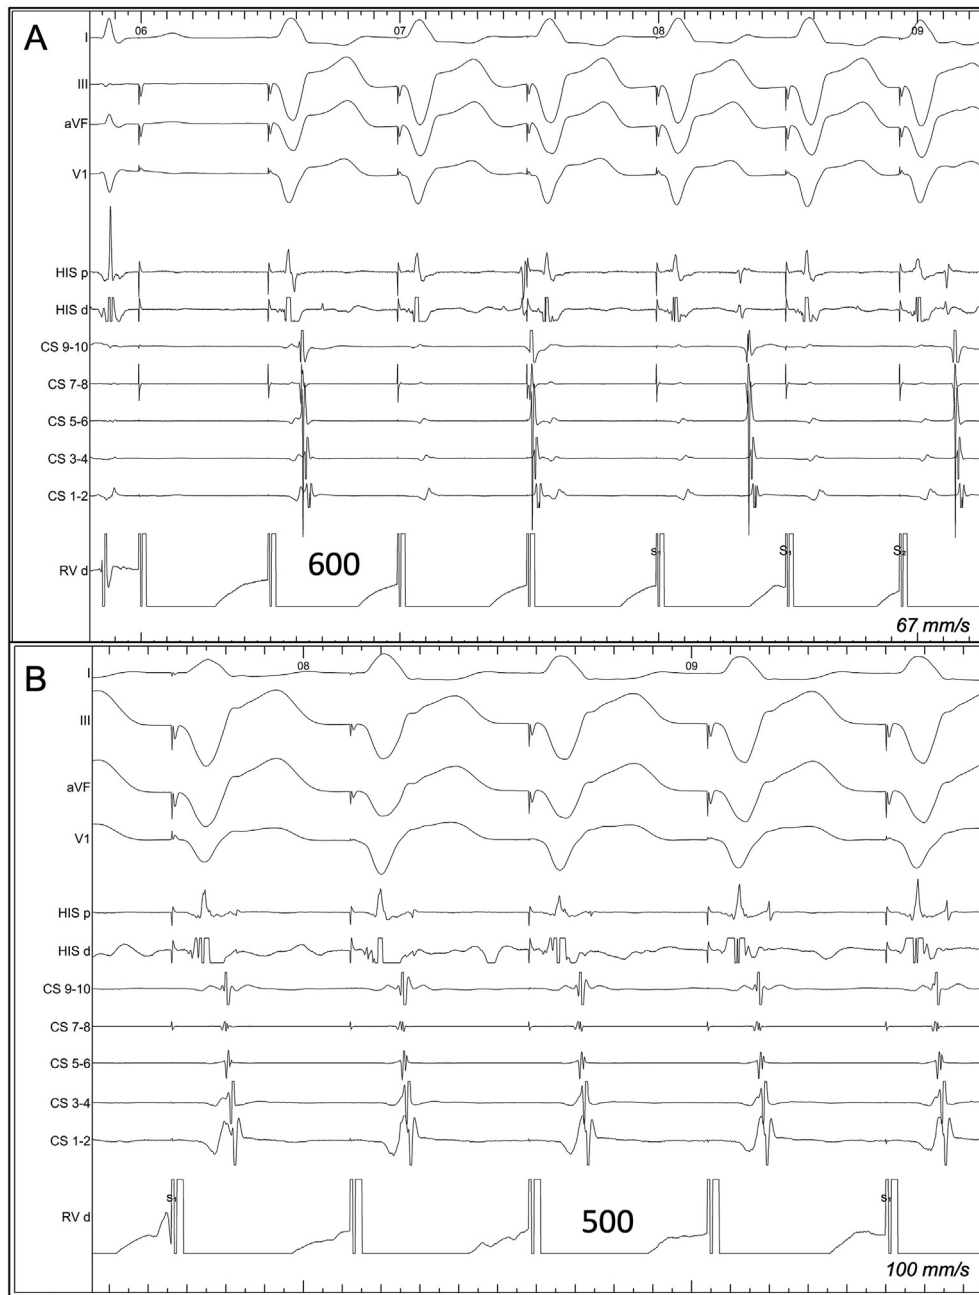 A
06 07 08 09
I
III
aVF
V1
HIS p
HIS d
CS 9-10
CS 7-8
CS 5-6
CS 3-4
CS 1-2
S₁ S₁ S₂
600
RV d
67 mm/s
B
08 09
I
III
aVF
V1
HIS p
HIS d
CS 9-10
CS 7-8
CS 5-6
CS 3-4
CS 1-2
S₁ S₁
RV d
500
100 mm/s